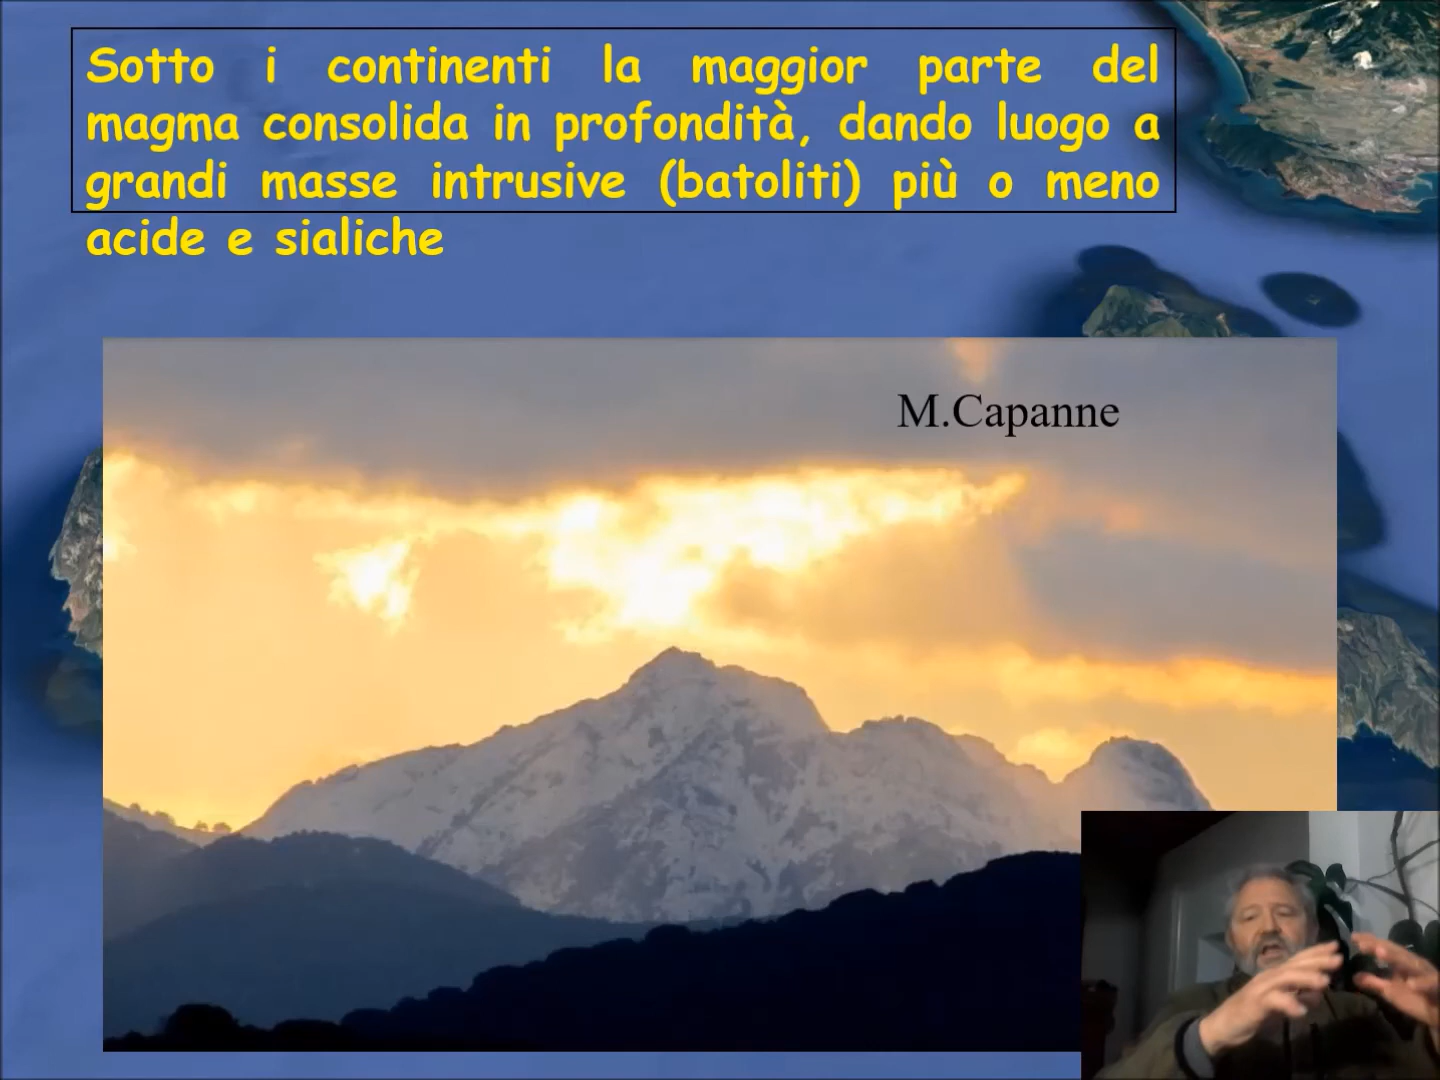 Sotto i continenti la maggior parte del
magma consolida in profondità, dando luogo a
grandi masse intrusive (batoliti) più o meno
acide e sialiche
M.Capanne